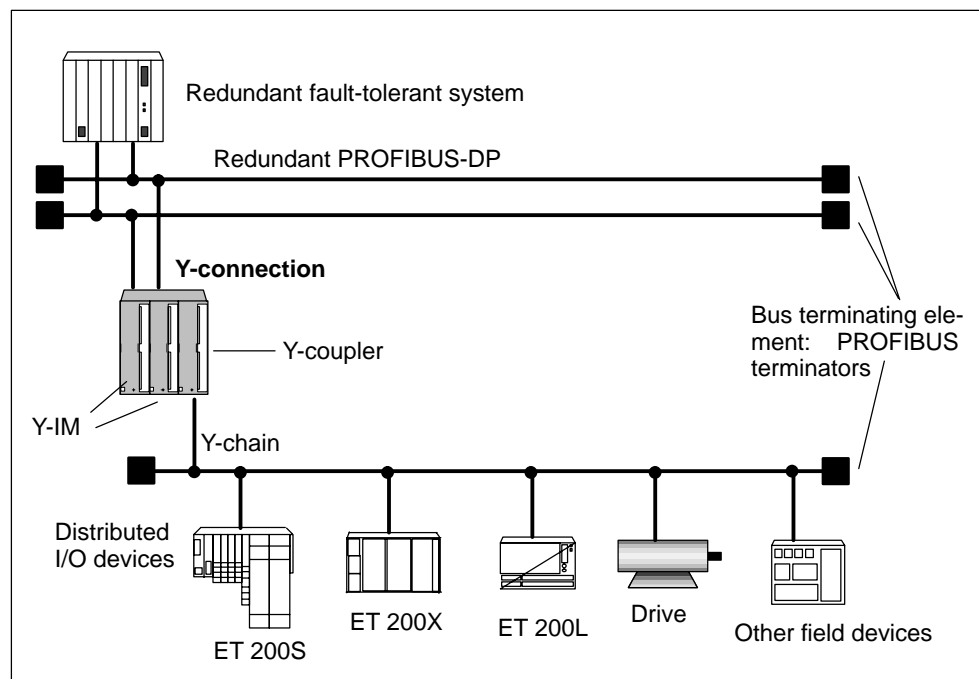 Redundant fault-tolerant system
Redundant PROFIBUS-DP
Y-connection
Y-coupler
Bus terminating ele-
ment: PROFIBUS
terminators
Y-IM
Y-chain
Distributed
I/O devices
ET 200S
ET 200X
ET 200L
Drive
Other field devices